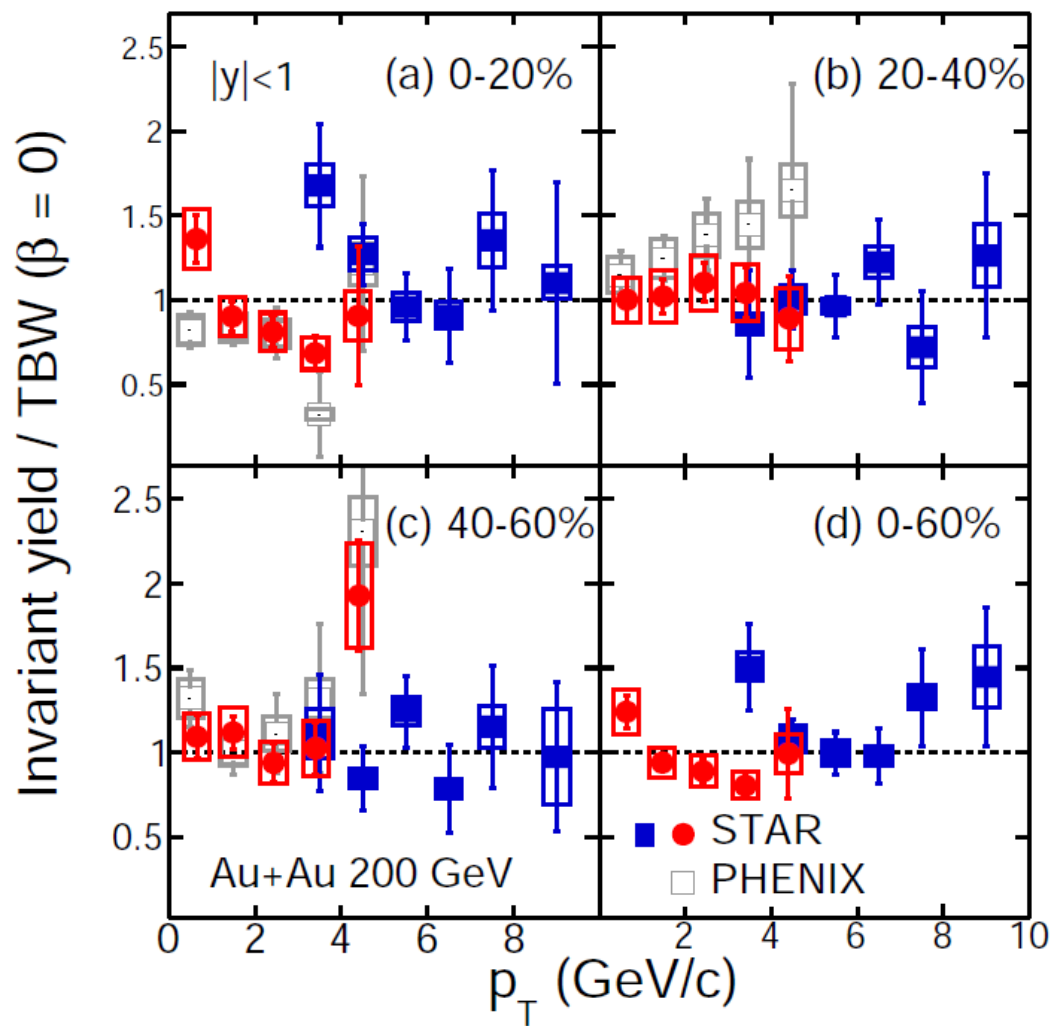 Invariant yield / TBW (β = 0)
2.5
2
1.5
1
0.5
|y|<1
(a) 0-20%
(b) 20-40%
2.5
2
1.5
1
0.5
(c) 40-60%
(d) 0-60%
Au+Au 200 GeV
STAR
PHENIX
0 2 4 6 8
2 4 6 8 10
p_T (GeV/c)